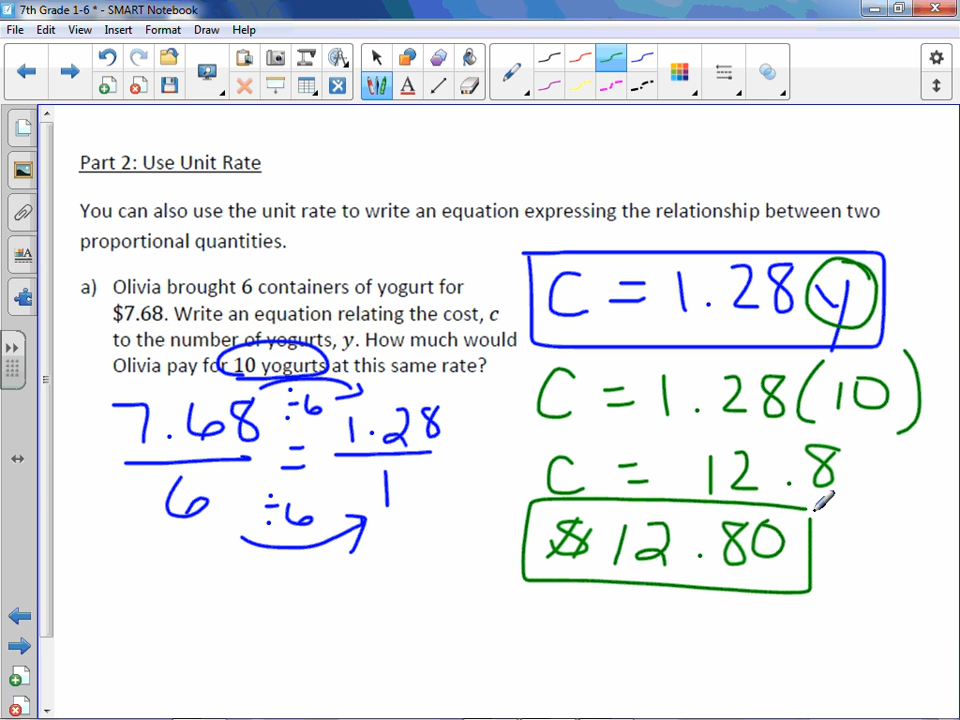 7th Grade 1-6 * - SMART Notebook
File Edit View Insert Format Draw Help
Part 2: Use Unit Rate
You can also use the unit rate to write an equation expressing the relationship between two
proportional quantities.
a) Olivia brought 6 containers of yogurt for
$7.68. Write an equation relating the cost, c
to the number of yogurts, y. How much would
Olivia pay for 10 yogurts at this same rate?
÷6
7.68 = 1.28
6 1
÷6
C = 1.28 y
C = 1.28(10)
C = 12.8
$12.80